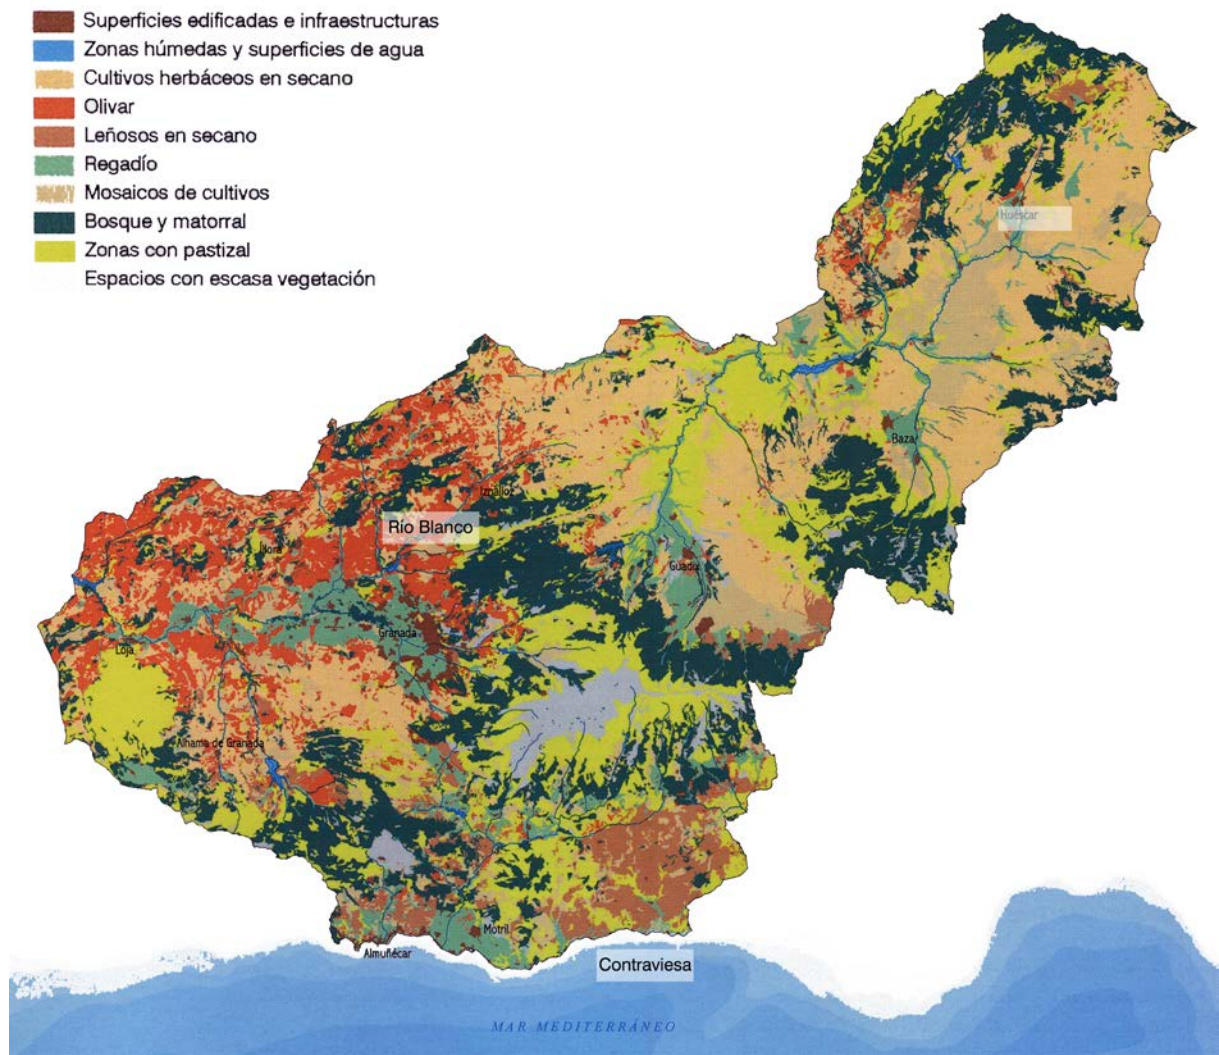 Superficies edificadas e infraestructuras
Zonas húmedas y superficies de agua
Cultivos herbáceos en secano
Olivar
Leñosos en secano
Regadío
Mosaicos de cultivos
Bosque y matorral
Zonas con pastizal
Espacios con escasa vegetación
Huéscar
Baza
Iznalloz
Río Blanco
Illora
Guadix
Granada
Loja
Alhama de Granada
Motril
Almuñécar
Contraviesa
MAR MEDITERRÁNEO